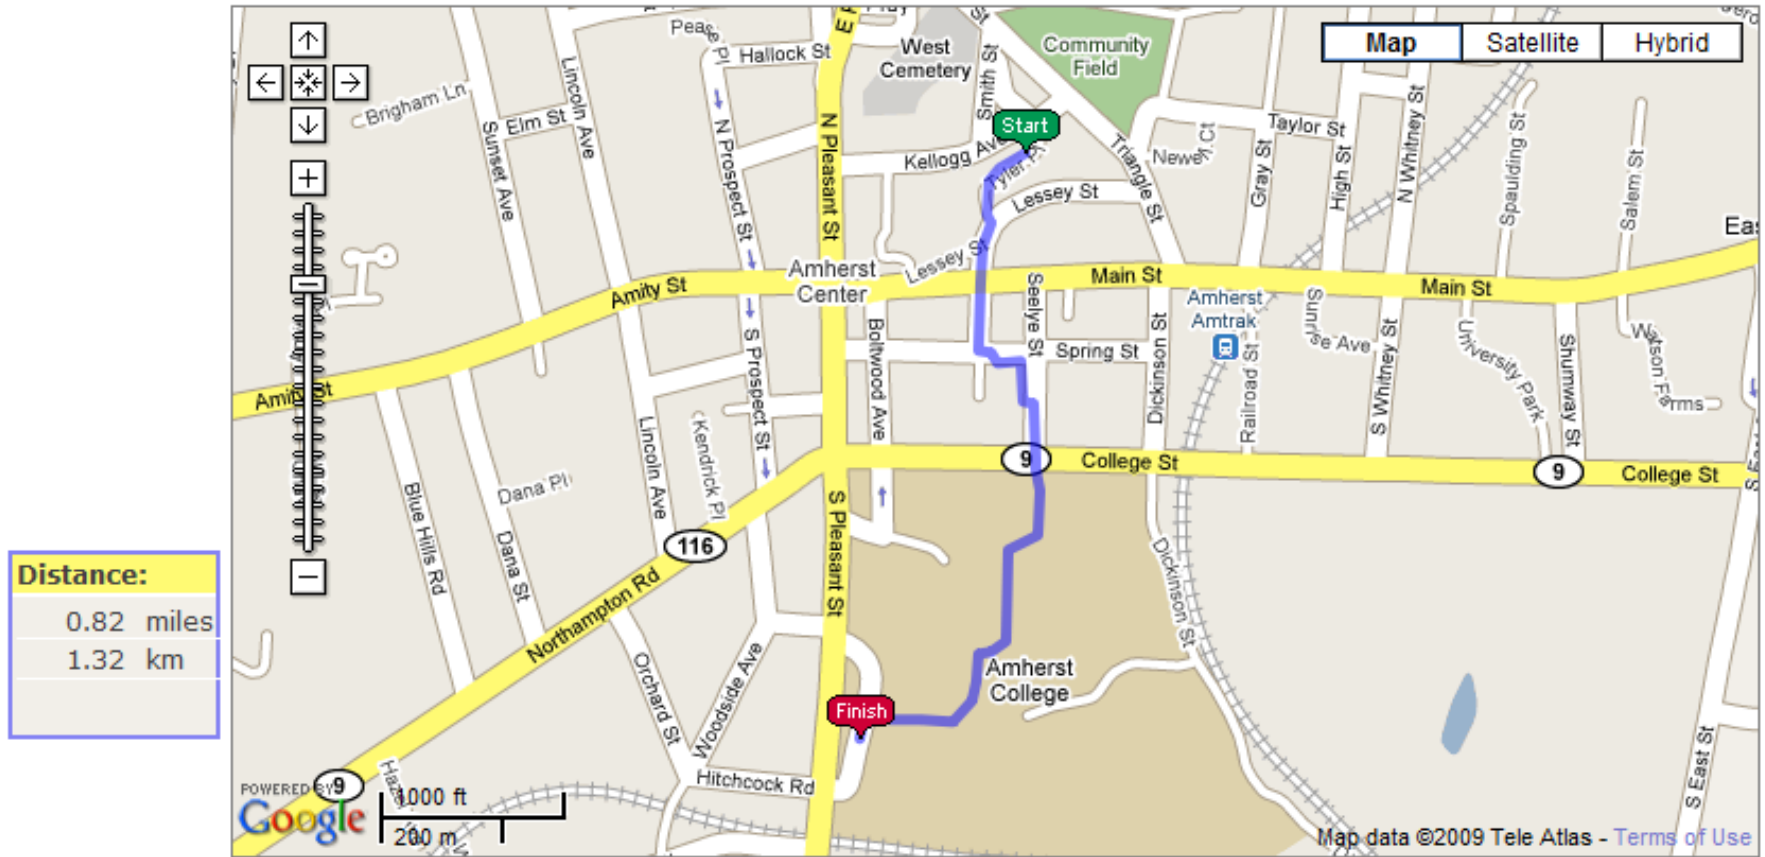 Distance:
0.82 miles
1.32 km
Map
Satellite
Hybrid
Pease Pl
Hallock St
West
Cemetery
Smith St
Community
Field
Brigham Ln
Elm St
Lincoln Ave
Sunset Ave
N Prospect St
N Pleasant St
Start
Kellogg Ave
Tyler Pl
Triangle St
Newell Ct
Taylor St
Gray St
High St
N Whitney St
Spaulding St
Salem St
Lessey St
Lessey St
Amherst
Center
Amity St
Main St
Main St
Amity St
Seelye St
Amherst
Amtrak
Sunrise Ave
S Prospect St
Boltwood Ave
Spring St
Dickinson St
Railroad St
S Whitney St
University Park
Shumway St
Watson Farms
Lincoln Ave
Kendrick Pl
Dana Pl
Blue Hills Rd
Dana St
9
College St
9
College St
116
S Pleasant St
Northampton Rd
Dickinson St
Orchard St
Woodside Ave
Amherst
College
Finish
Hitchcock Rd
S East St
POWERED BY
Google
9
1000 ft
200 m
Map data ©2009 Tele Atlas - Terms of Use